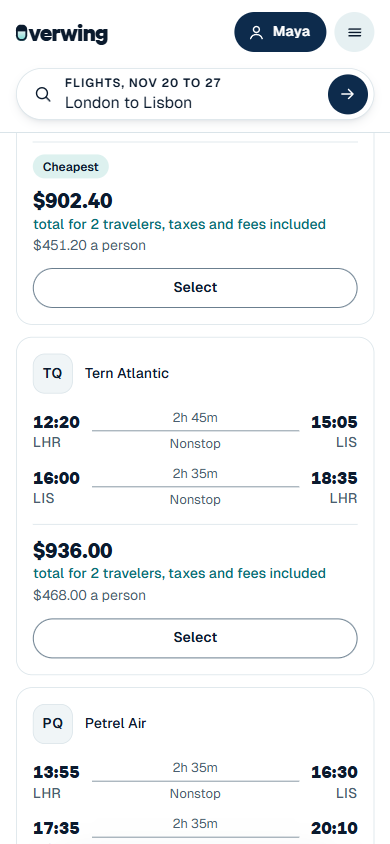 Overwing
Maya
FLIGHTS, NOV 20 TO 27
London to Lisbon
Cheapest
$902.40
total for 2 travelers, taxes and fees included
$451.20 a person
Select
TQ Tern Atlantic
12:20 2h 45m 15:05
LHR Nonstop LIS
16:00 2h 35m 18:35
LIS Nonstop LHR
$936.00
total for 2 travelers, taxes and fees included
$468.00 a person
Select
PQ Petrel Air
13:55 2h 35m 16:30
LHR Nonstop LIS
17:35 2h 35m 20:10